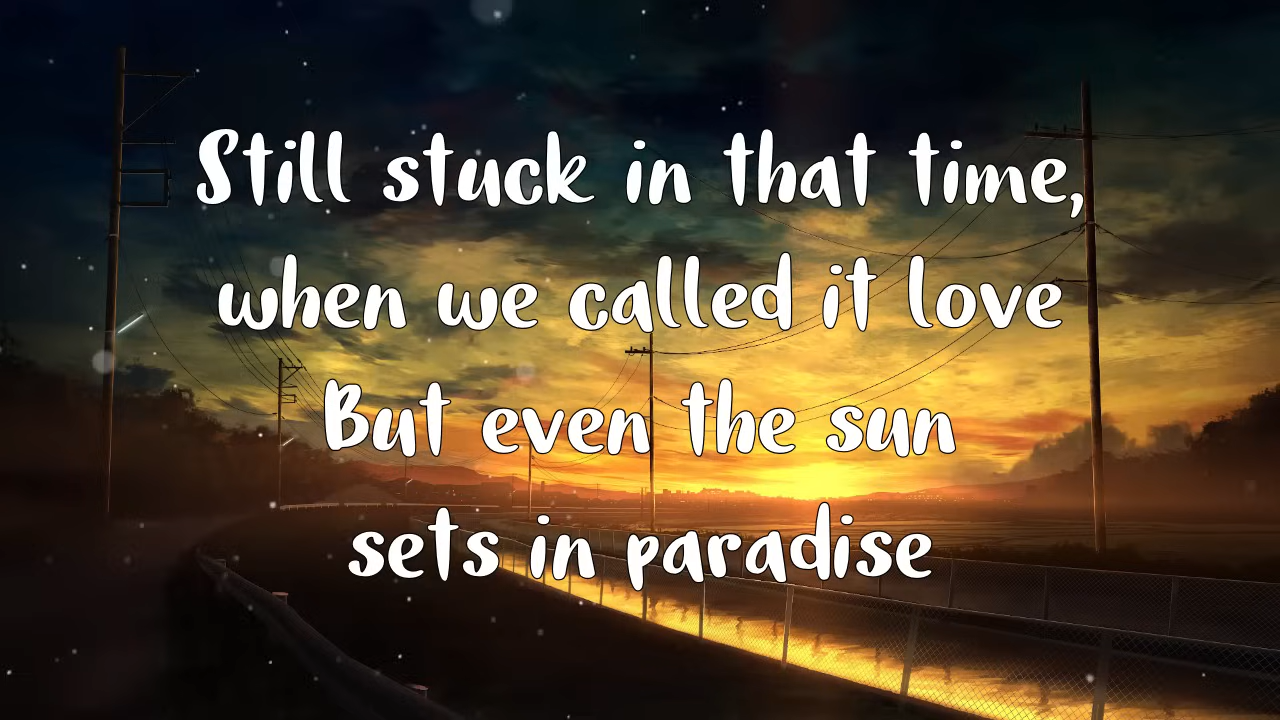 Still stuck in that time,
when we called it love
But even the sun
sets in paradise